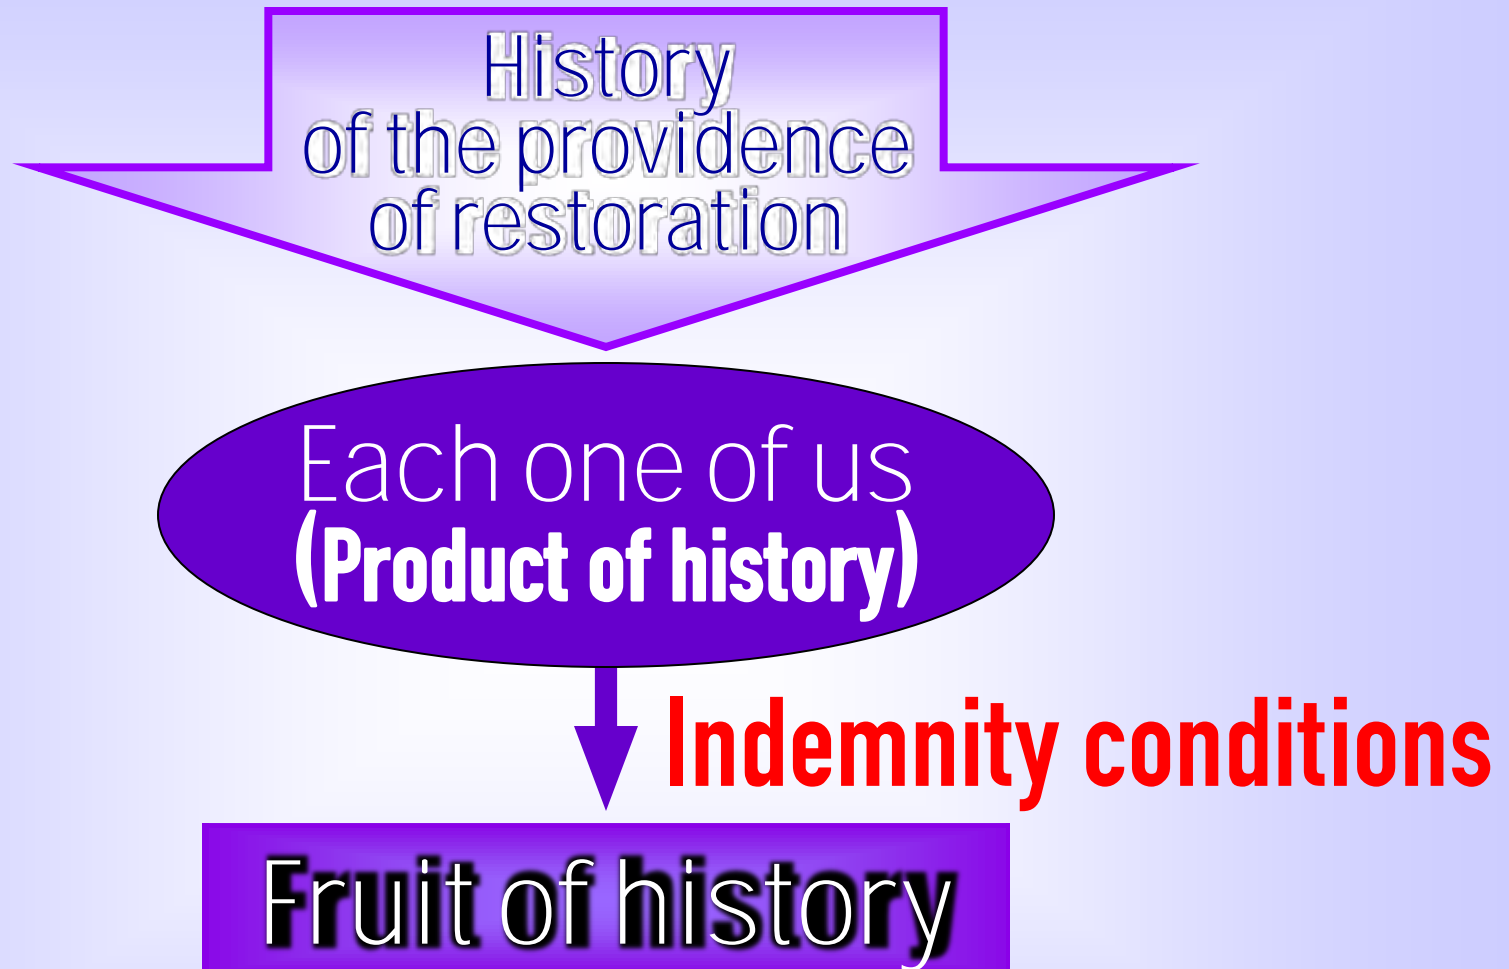 History
of the providence
of restoration
Each one of us
(Product of history)
Indemnity conditions
Fruit of history